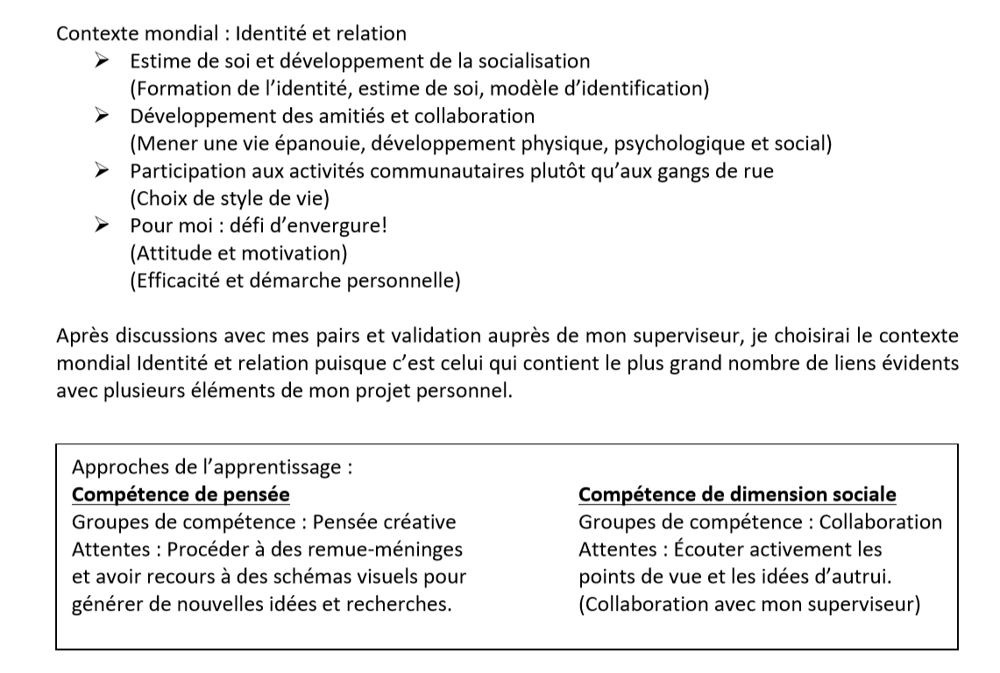 Contexte mondial : Identité et relation
➢ Estime de soi et développement de la socialisation
(Formation de l'identité, estime de soi, modèle d'identification)
➢ Développement des amitiés et collaboration
(Mener une vie épanouie, développement physique, psychologique et social)
➢ Participation aux activités communautaires plutôt qu'aux gangs de rue
(Choix de style de vie)
➢ Pour moi : défi d'envergure!
(Attitude et motivation)
(Efficacité et démarche personnelle)
Après discussions avec mes pairs et validation auprès de mon superviseur, je choisirai le contexte
mondial Identité et relation puisque c'est celui qui contient le plus grand nombre de liens évidents
avec plusieurs éléments de mon projet personnel.
Approches de l'apprentissage :
Compétence de pensée
Groupes de compétence : Pensée créative
Attentes : Procéder à des remue-méninges
et avoir recours à des schémas visuels pour
générer de nouvelles idées et recherches.
Compétence de dimension sociale
Groupes de compétence : Collaboration
Attentes : Écouter activement les
points de vue et les idées d'autrui.
(Collaboration avec mon superviseur)